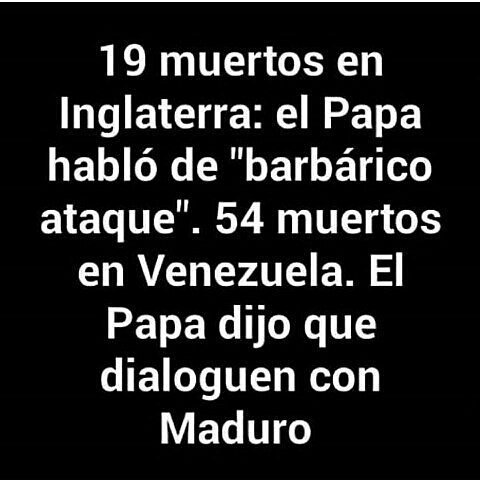 19 muertos en
Inglaterra: el Papa
habló de "barbárico
ataque". 54 muertos
en Venezuela. El
Papa dijo que
dialoguen con
Maduro